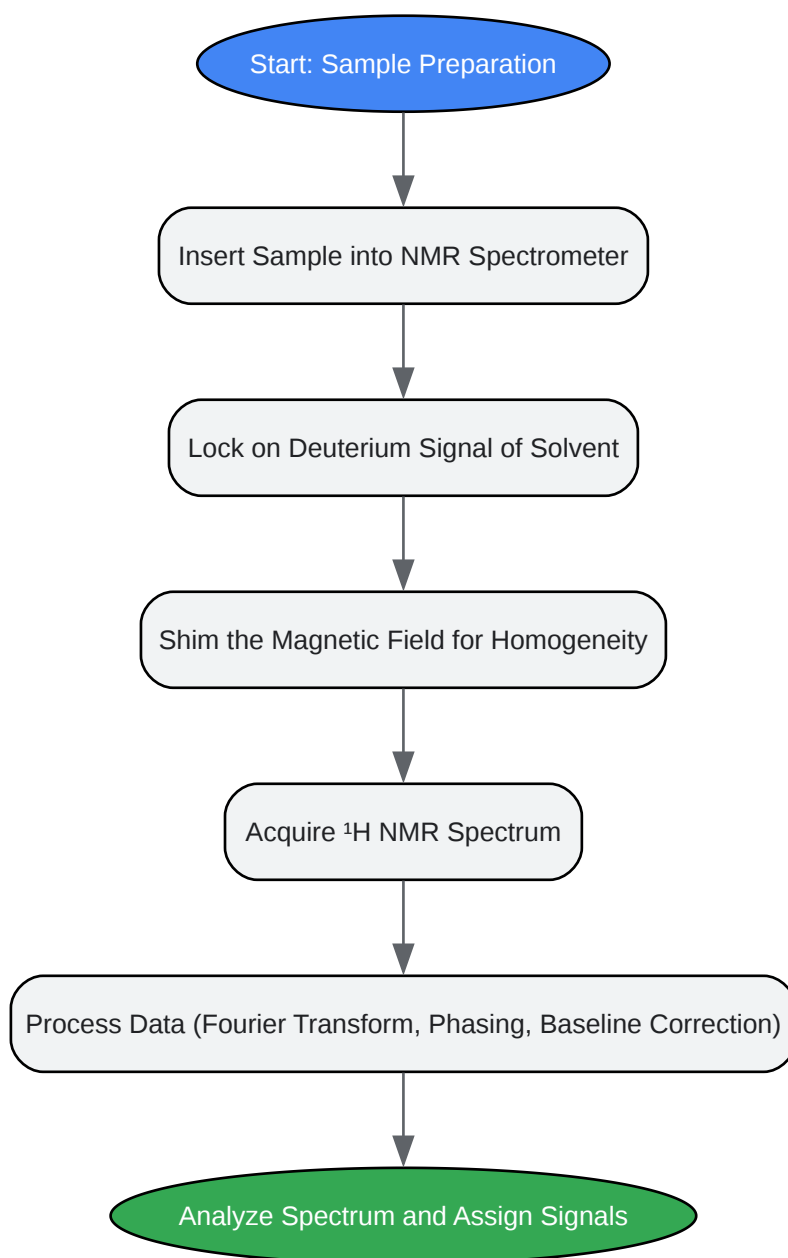 Start: Sample Preparation
Insert Sample into NMR Spectrometer
Lock on Deuterium Signal of Solvent
Shim the Magnetic Field for Homogeneity
Acquire ¹H NMR Spectrum
Process Data (Fourier Transform, Phasing, Baseline Correction)
Analyze Spectrum and Assign Signals